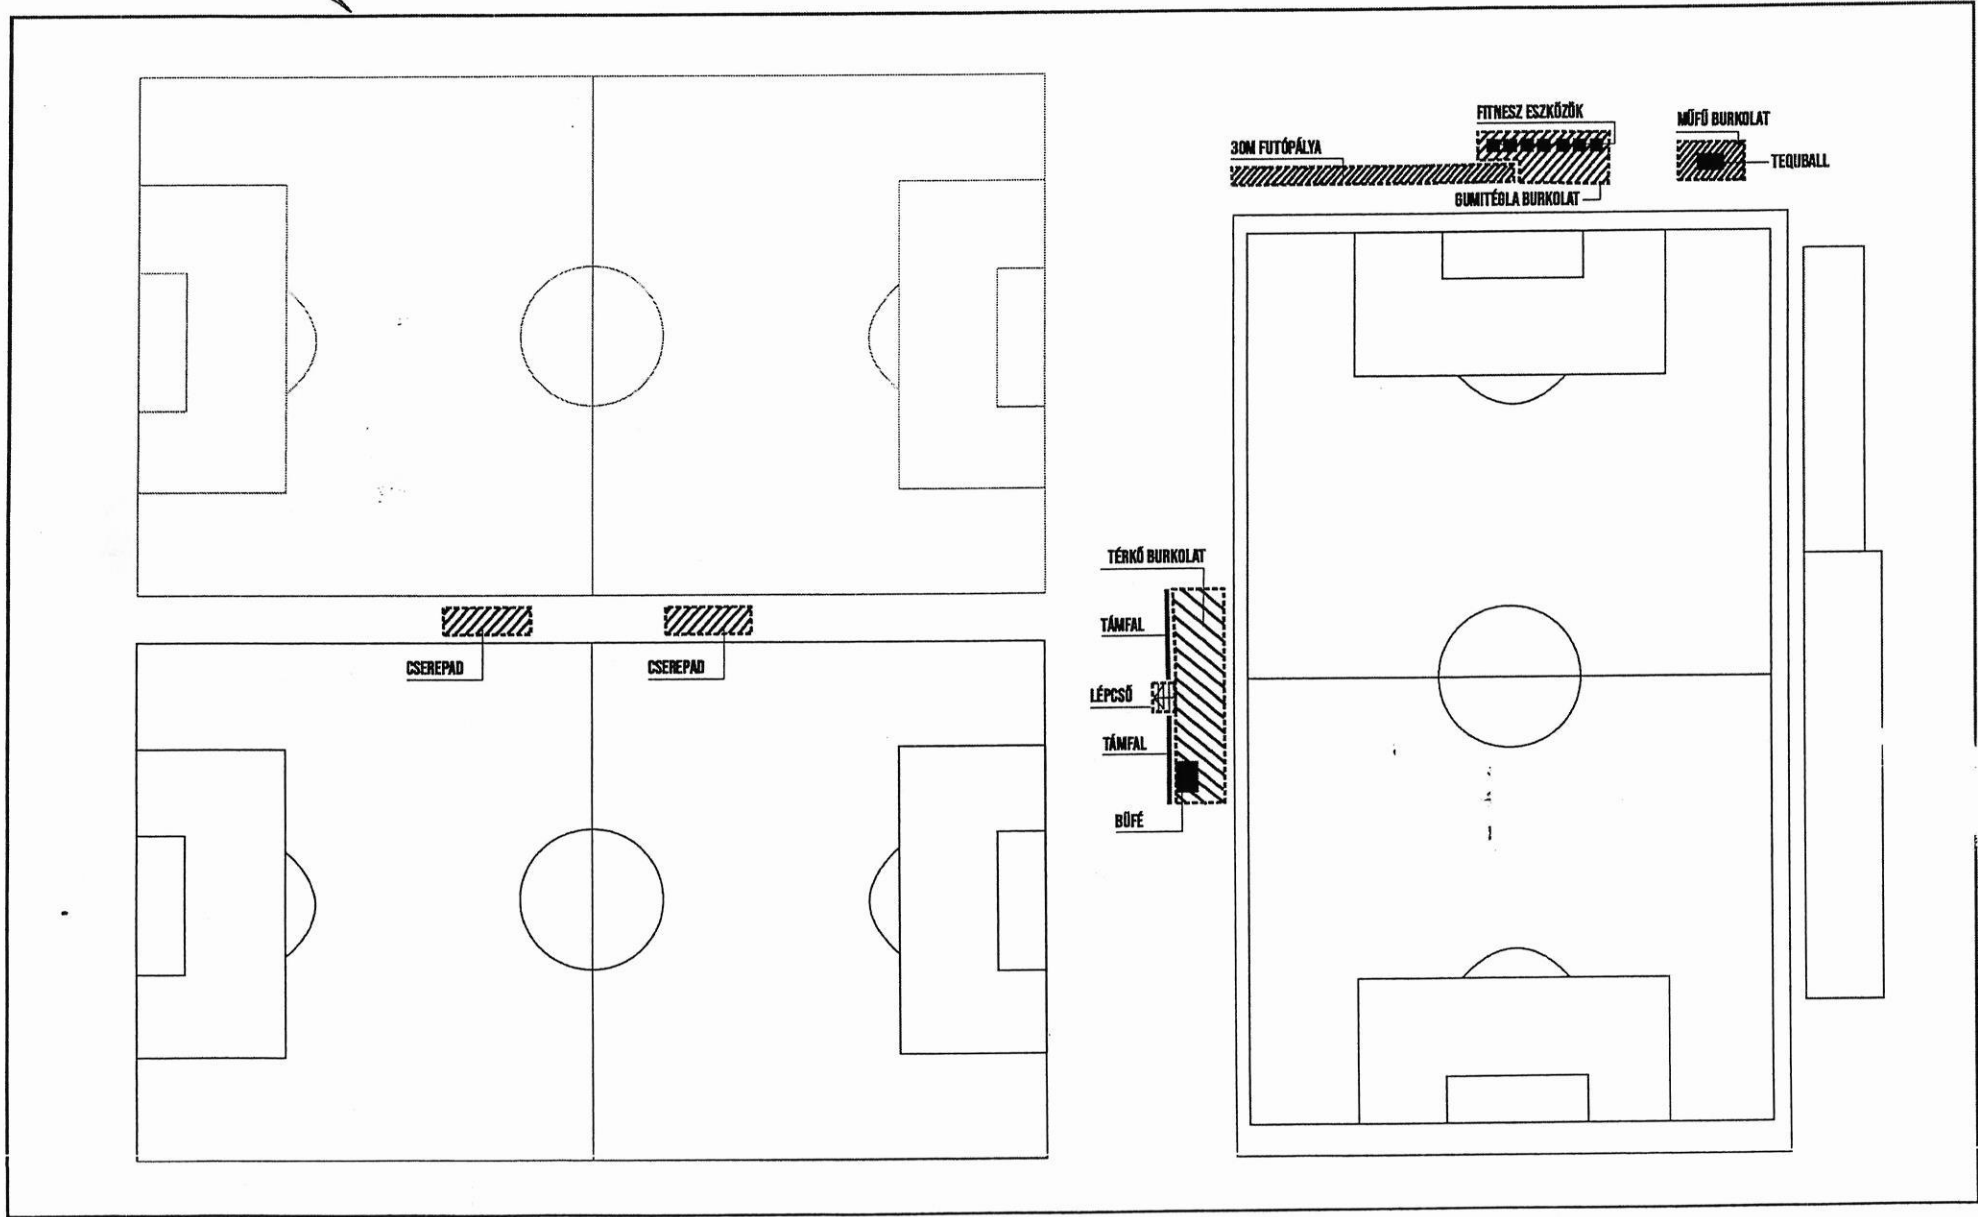 FITNESZ ESZKÖZÖK
MŰFŰ BURKOLAT
30M FUTÓPÁLYA
TEQUBALL
GUMITÉGLA BURKOLAT
TÉRKŐ BURKOLAT
TÁMFAL
CSEREPAD
CSEREPAD
LÉPCSŐ
TÁMFAL
BÜFÉ